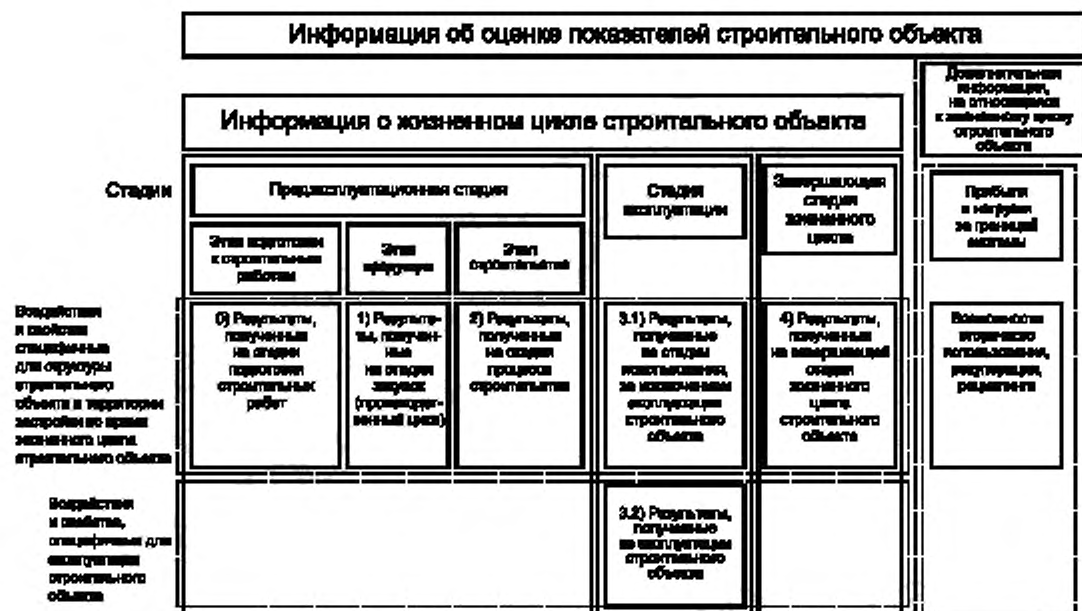 Информация об оценке показателей строительного объекта
Дополнительная
информация,
не относящаяся
к жизненному циклу
строительного
объекта
Информация о жизненном цикле строительного объекта
Стадии
Предэксплуатационная стадия
Стадия
эксплуатации
Завершающая
стадия
жизненного
цикла
Прибыли
и нагрузки
за границей
системы
Этап подготовки
к строительным
работам
Этап
продукции
Этап
строительства
Воздействия
и свойства
специфичные
для структуры
строительного
объекта и территории
застройки во время
жизненного цикла
строительного объекта
0) Результаты,
полученные
на стадии
подготовки
строительных
работ
1) Результа-
ты, получен-
ные
на стадии
закупок
(производст-
венный цикл)
2) Результаты,
полученные
на стадии
процесса
строительства
3.1) Результаты,
полученные
на стадии
использования,
за исключением
эксплуатации
строительного
объекта
4) Результаты,
полученные
на завершающей
стадии
жизненного
цикла
строительного
объекта
Возможности
вторичного
использования,
рекуперации,
рециклинга
Воздействия
и свойства,
специфичные для
эксплуатации
строительного
объекта
3.2) Результаты,
полученные
по эксплуатации
строительного
объекта